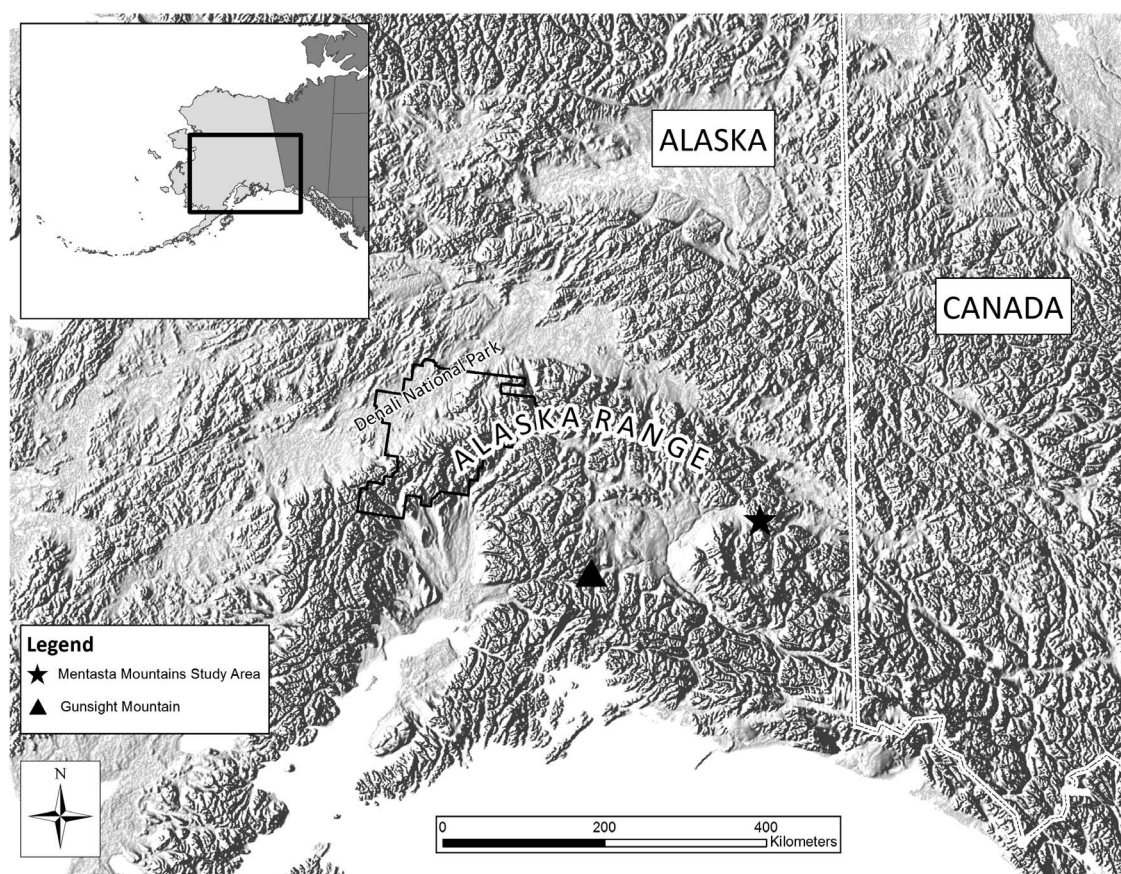 ALASKA
CANADA
Denali National Park
ALASKA RANGE
Legend
Mentasta Mountains Study Area
Gunsight Mountain
N
0 200 400
Kilometers